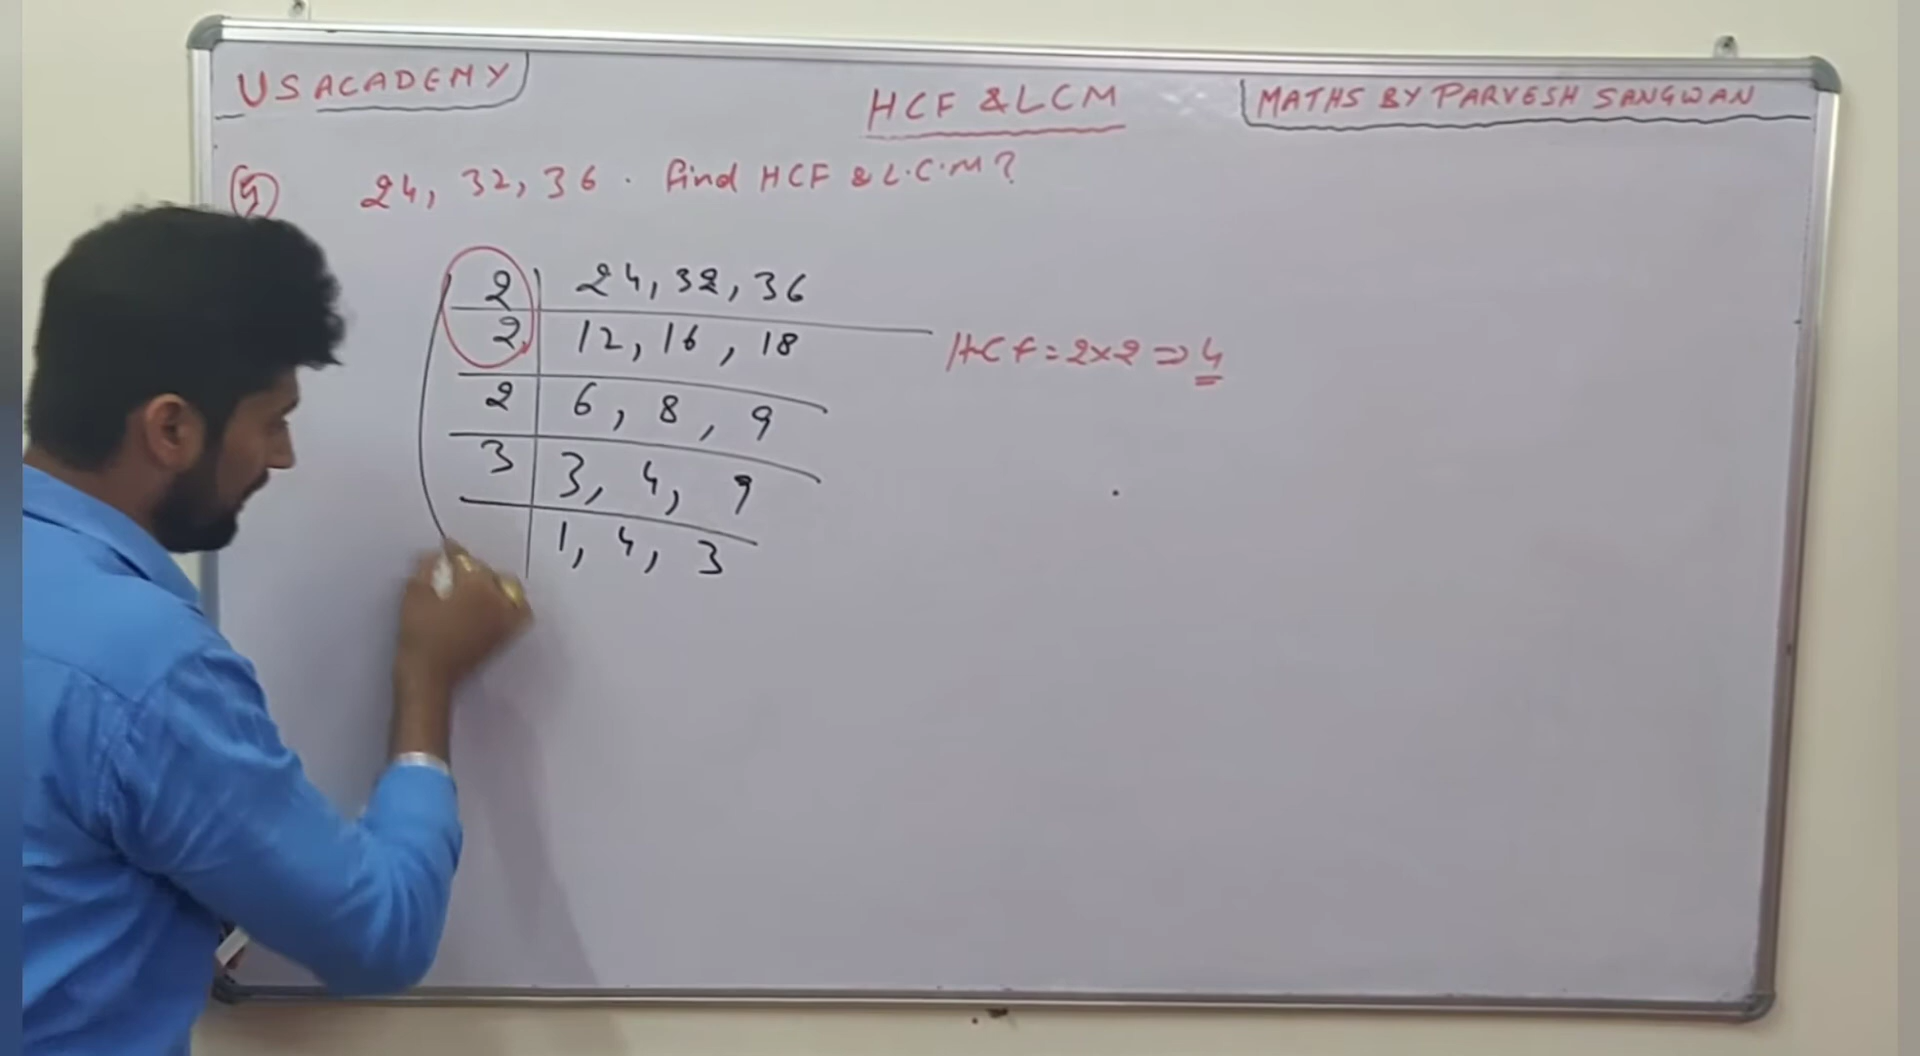 US ACADEMY
HCF & LCM
MATHS BY PARVESH SANGWAN
5 24, 32, 36. find HCF & L.C.M?
2 24, 32, 36
2 12, 16, 18
HCF = 2×2 ⇒ 4
2 6, 8, 9
3 3, 4, 9
1, 4, 3